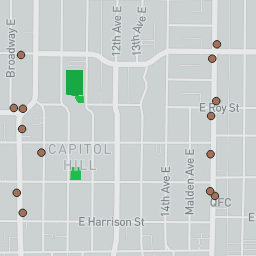 Broadway E
12th Ave E
13th Ave E
E Roy St
CAPITOL
HILL
14th Ave E
Malden Ave E
QFC
E Harrison St
E